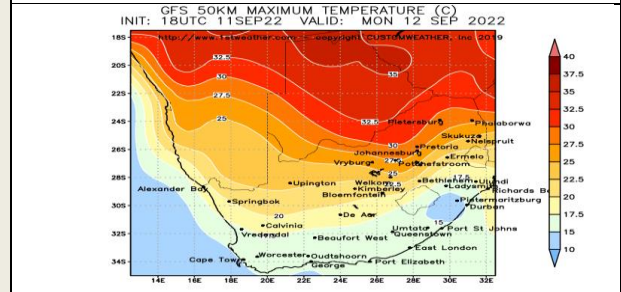 GFS 50KM MAXIMUM TEMPERATURE (C)
INIT: 18UTC 11SEP22 VALID: MON 12 SEP 2022
http://www.1stweather.com - © copyright CUSTOMWEATHER, Inc 2019
18S
20S
22S
24S
26S
28S
30S
32S
34S
32.5
35
30
27.5
25
32.5
Pietersburg
Phalaborwa
Skukuza
Nelspruit
30
Pretoria
Johannesburg
Ermelo
Potchefstroom
Vryburg
25
Welkom
Bethlehem
17.5
Ulundi
Upington
Kimberley
Ladysmith
Richards
Alexander Bay
Bloemfontein
Springbok
Pietermaritzburg
Durban
20
De Aar
15
Calvinia
Vredendal
Umtata
Port St Johns
Beaufort West
Queenstown
East London
Worcester
Oudtshoorn
Cape Town
George
Port Elizabeth
14E 16E 18E 20E 22E 24E 26E 28E 30E 32E
40
37.5
35
32.5
30
27.5
25
22.5
20
17.5
15
10